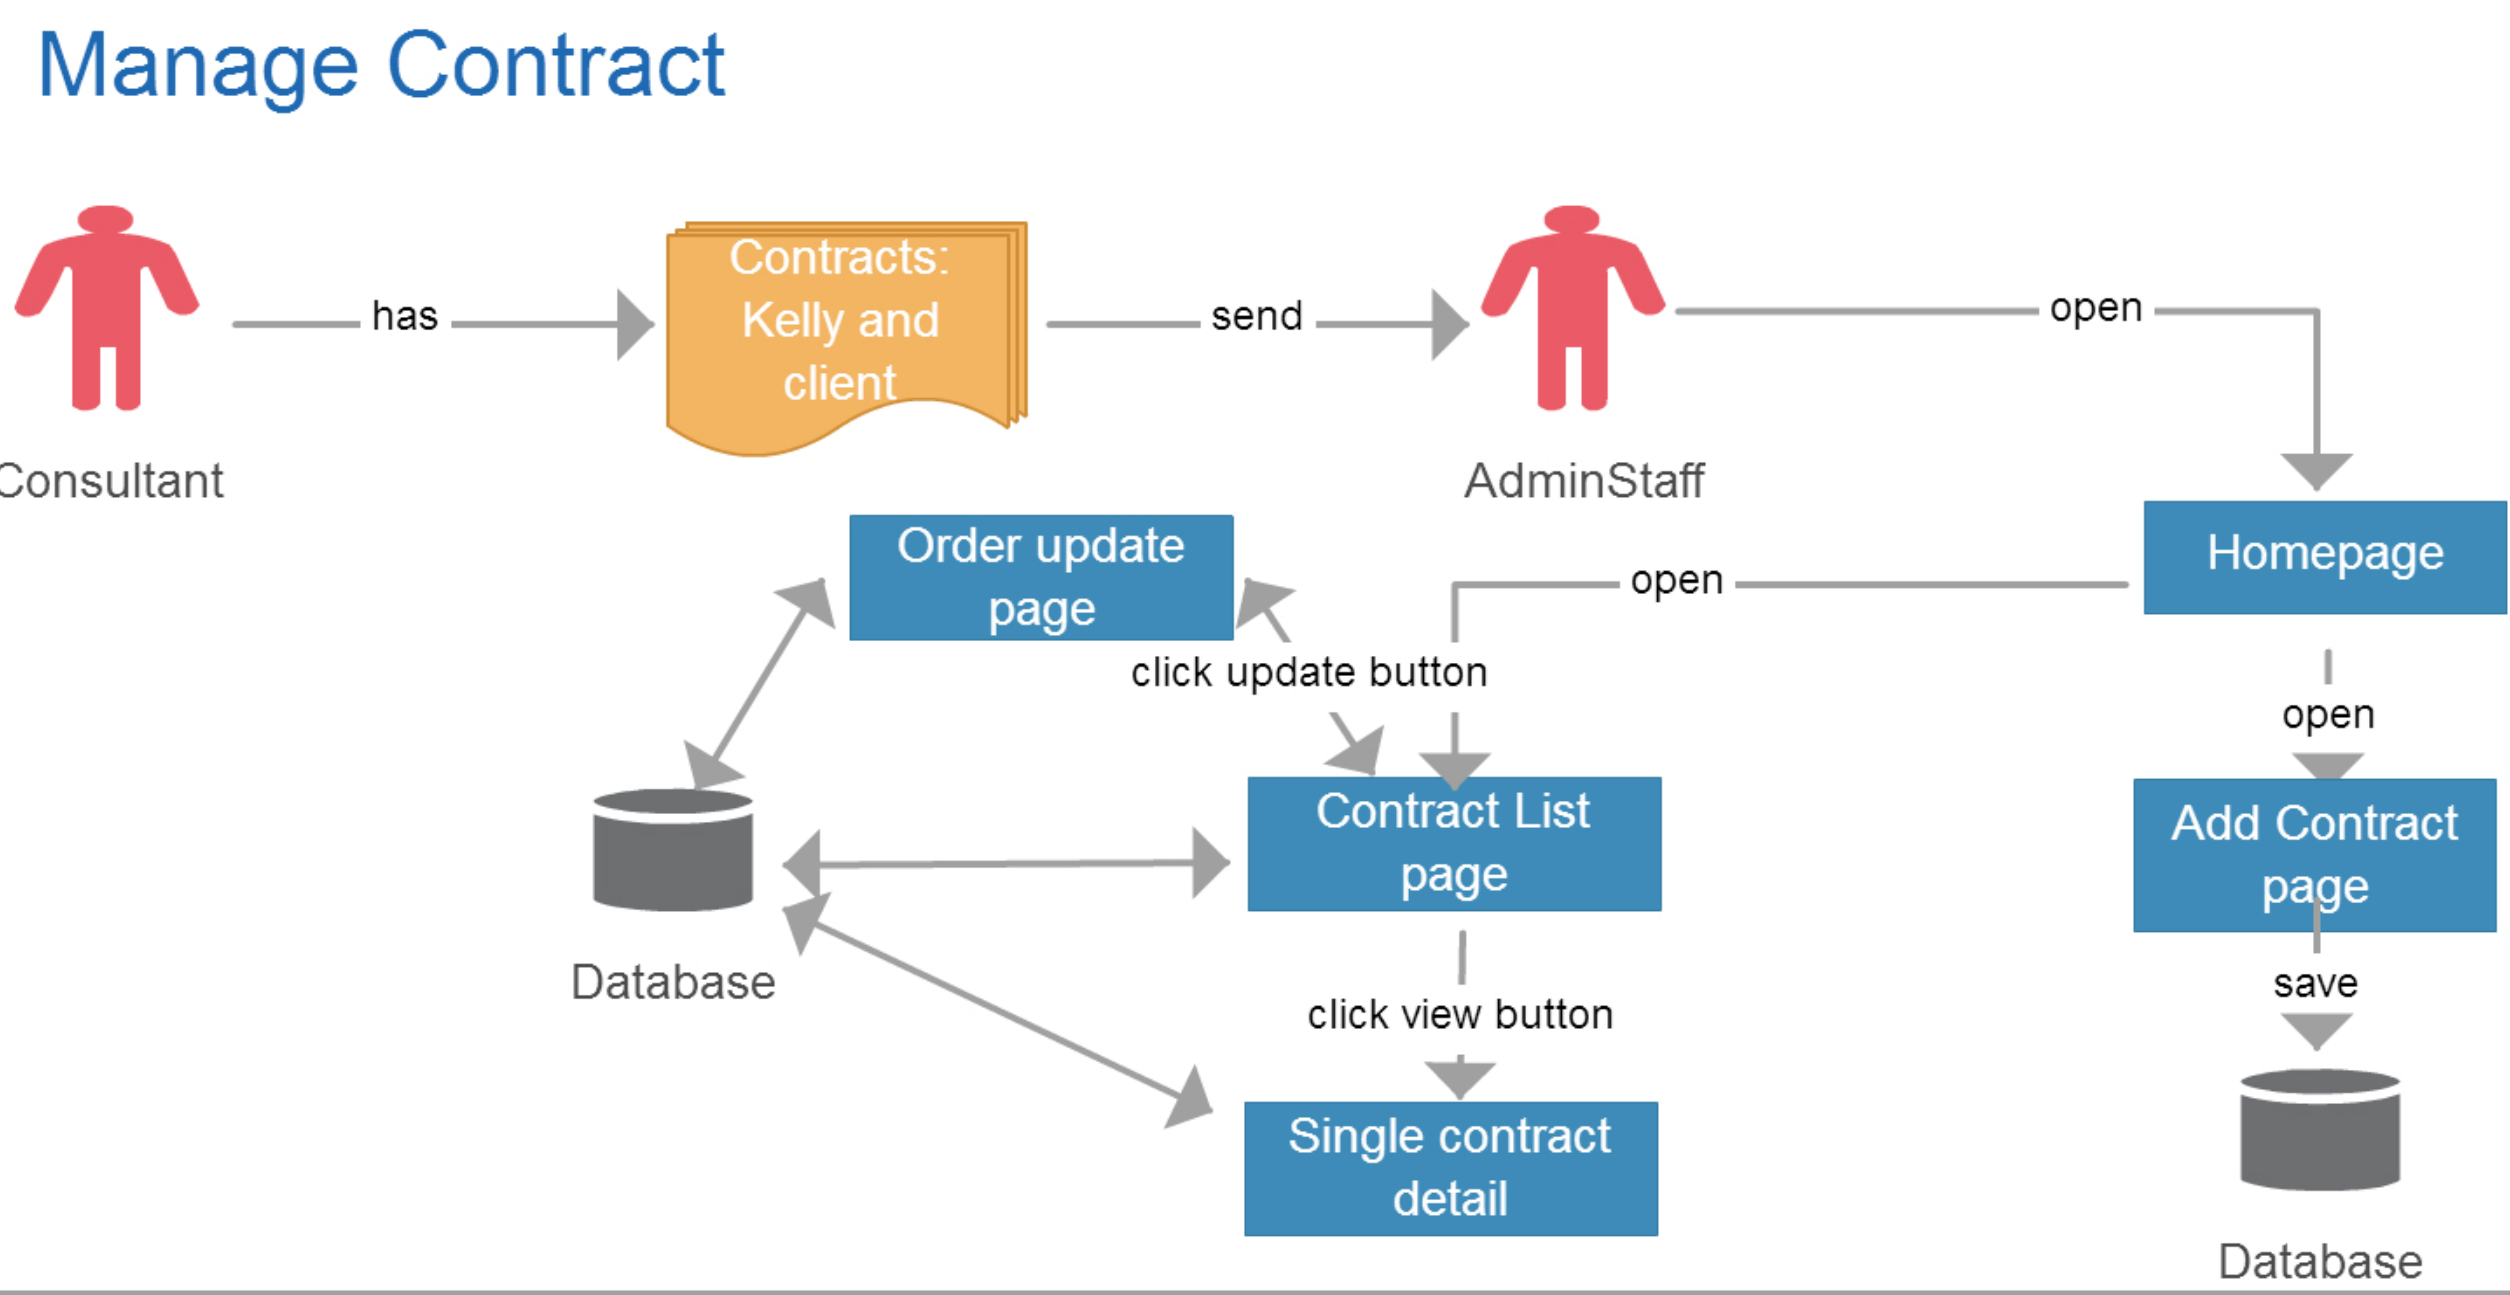 Manage Contract
Contracts:
Kelly and
client
has
send
open
Consultant
AdminStaff
Order update
page
Homepage
open
click update button
open
Contract List
page
Add Contract
page
Database
click view button
save
Single contract
detail
Database